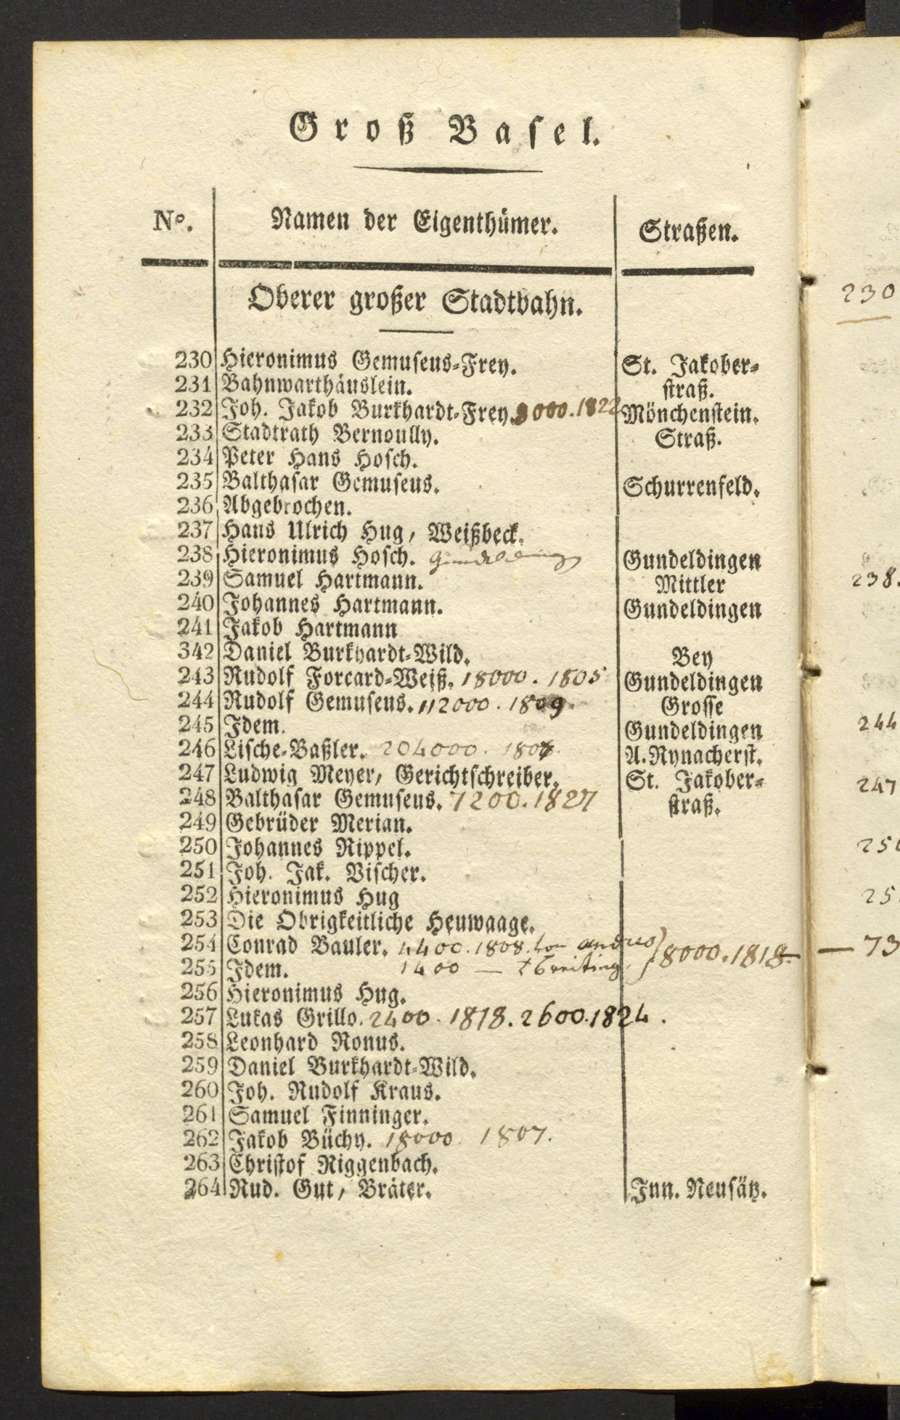 Groß Basel.
No. Namen der Eigenthümer. Straßen.
Oberer großer Stadtbahn.
230 Hieronimus Gemuseus-Frey. St. Jakober-
231 Bahnwarthäuslein. straß.
232 Joh. Jakob Burkhardt-Frey. 8000. 1822 Mönchenstein.
233 Stadtrath Bernoully. Straß.
234 Peter Hans Hosch.
235 Balthasar Gemuseus. Schurrenfeld.
236 Abgebrochen.
237 Hans Ulrich Hug, Weißbeck.
238 Hieronimus Hosch. Gundeldingen Gundeldingen
239 Samuel Hartmann. Mittler
240 Johannes Hartmann. Gundeldingen
241 Jakob Hartmann
342 Daniel Burkhardt-Wild. Bey
243 Rudolf Forcard-Weiß. 18000. 1805 Gundeldingen
244 Rudolf Gemuseus. 112000. 1809. Grosse
245 Idem. Gundeldingen
246 Lische-Baßler. 204000. A. Rynacherst.
247 Ludwig Meyer, Gerichtschreiber. St. Jakober-
248 Balthasar Gemuseus. 7200. 1827 straß.
249 Gebrüder Merian.
250 Johannes Rippel.
251 Joh. Jak. Vischer.
252 Hieronimus Hug
253 Die Obrigkeitliche Heuwaage.
254 Conrad Bauler. 4400. 1808. 8000. 1818
255 Idem. 1400 —
256 Hieronimus Hug.
257 Lukas Grillo. 2400. 1818. 2600. 1824.
258 Leonhard Ronus.
259 Daniel Burkhardt-Wild.
260 Joh. Rudolf Kraus.
261 Samuel Finninger.
262 Jakob Büchy. 18000. 1807.
263 Christof Riggenbach.
264 Rud. Gut, Bräter. Inn. Neusätz.
230
238.
244
247
25
— 73